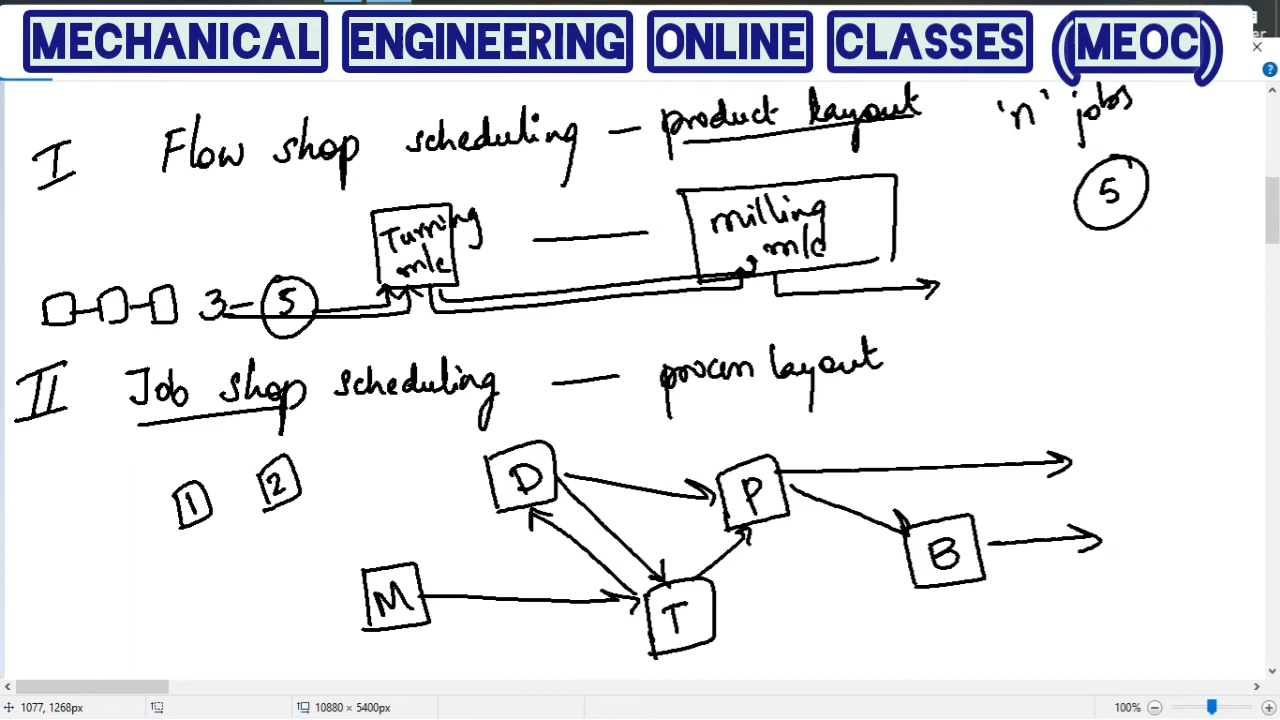 MECHANICAL ENGINEERING ONLINE CLASSES (MEOC)
I Flow shop scheduling — product layout 'n' jobs
5
Turning m/c — milling m/c
3 — 5
II Job shop scheduling — process layout
1 2
D P
B
M T
1077, 1268px 10880 × 5400px 100%